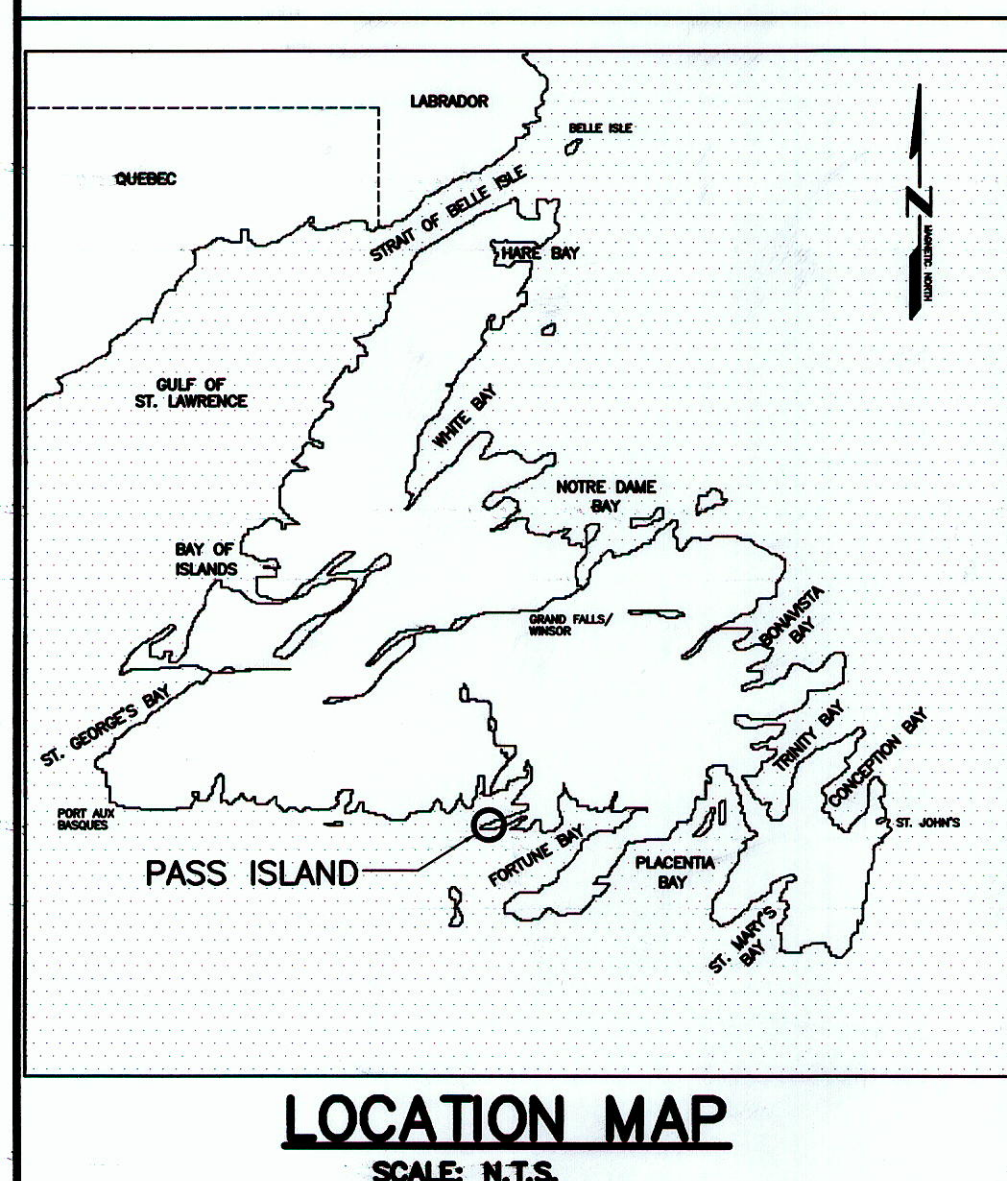 LABRADOR
BELLE ISLE
QUEBEC
STRAIT OF BELLE ISLE
N
MAGNETIC NORTH
HARE BAY
GULF OF
ST. LAWRENCE
WHITE BAY
NOTRE DAME
BAY
BAY OF
ISLANDS
GRAND FALLS/
WINSOR
BONAVISTA
BAY
ST. GEORGE'S BAY
TRINITY BAY
CONCEPTION BAY
PORT AUX
BASQUES
ST. JOHN'S
PASS ISLAND
FORTUNE BAY
PLACENTIA
BAY
ST. MARY'S
BAY
LOCATION MAP
SCALE: N.T.S.